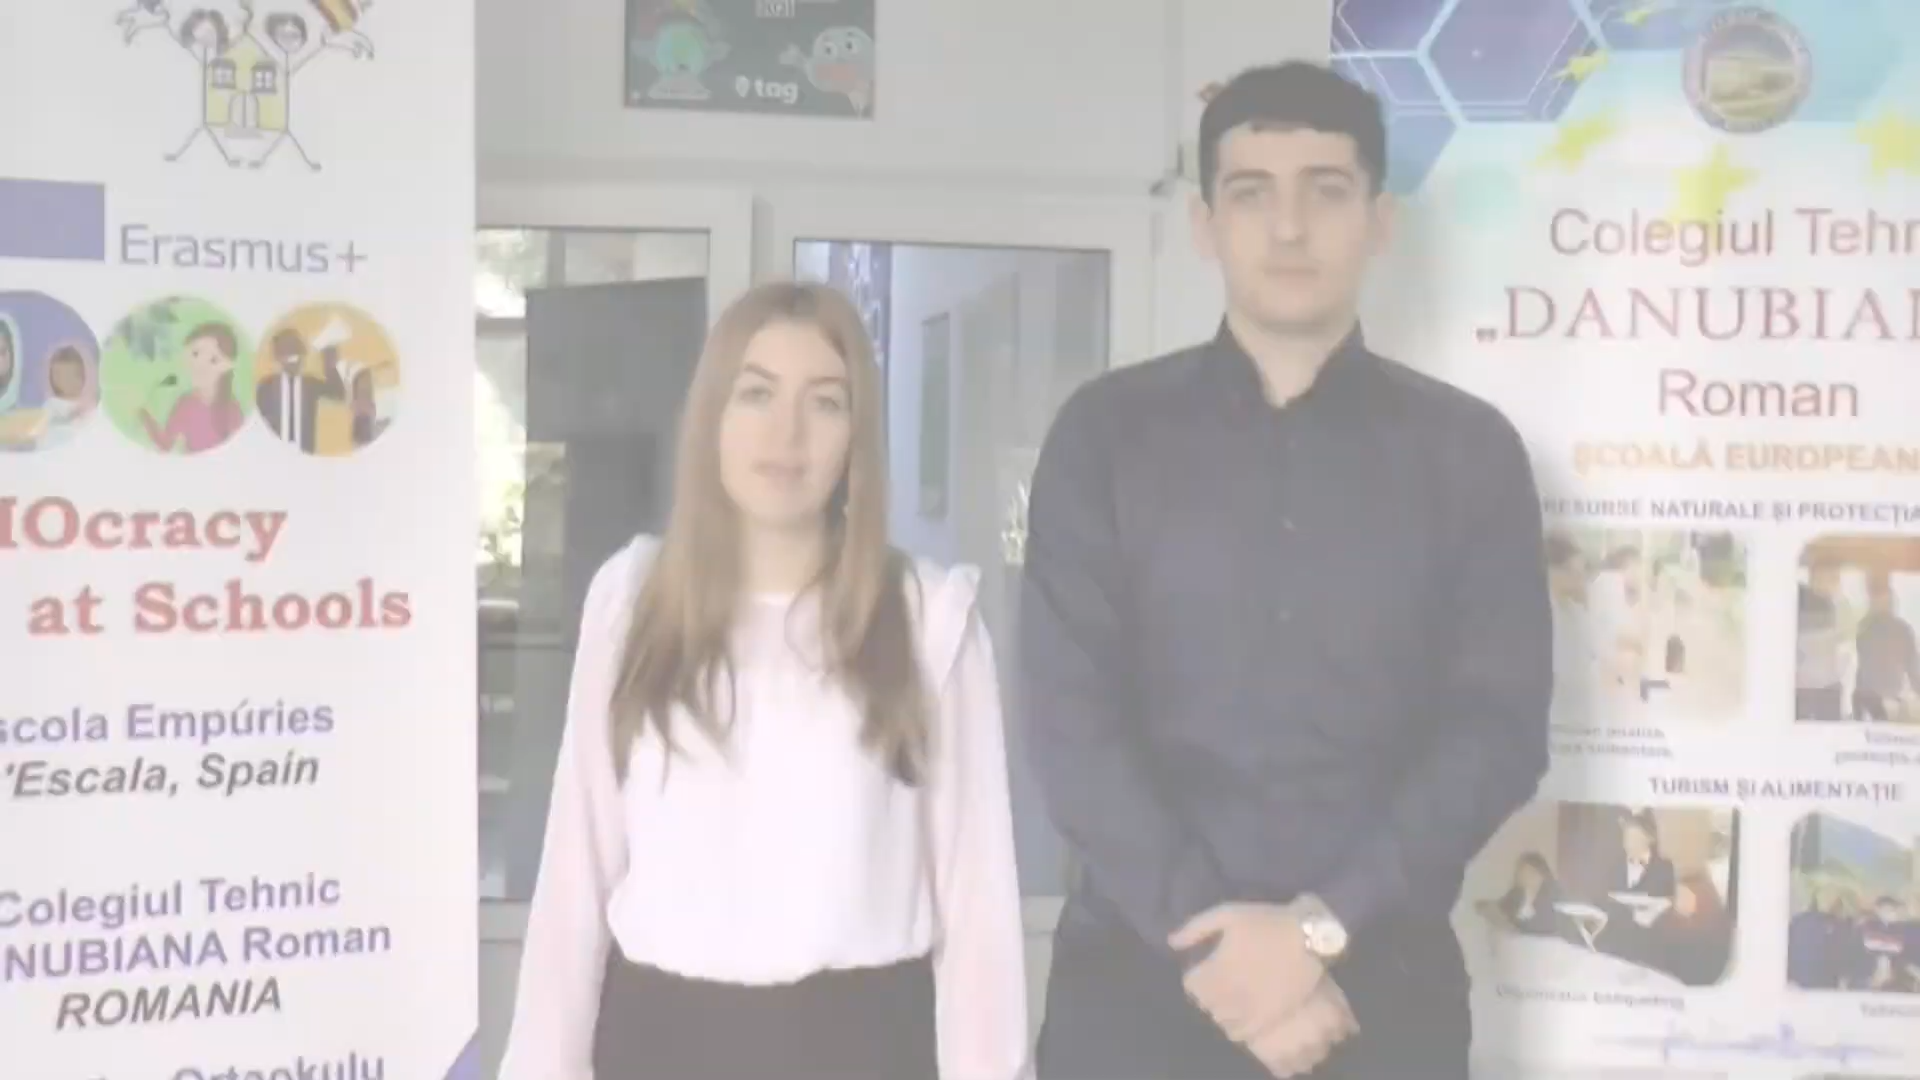 Erasmus+
IOcracy
at Schools
scola Empúries
'Escala, Spain
Colegiul Tehnic
NUBIANA Roman
ROMANIA
Ortaokulu
tag
Colegiul Tehn
„DANUBIAN
Roman
ȘCOALĂ EUROPEAN
RESURSE NATURALE ȘI PROTECȚIA
TURISM ȘI ALIMENTAȚIE